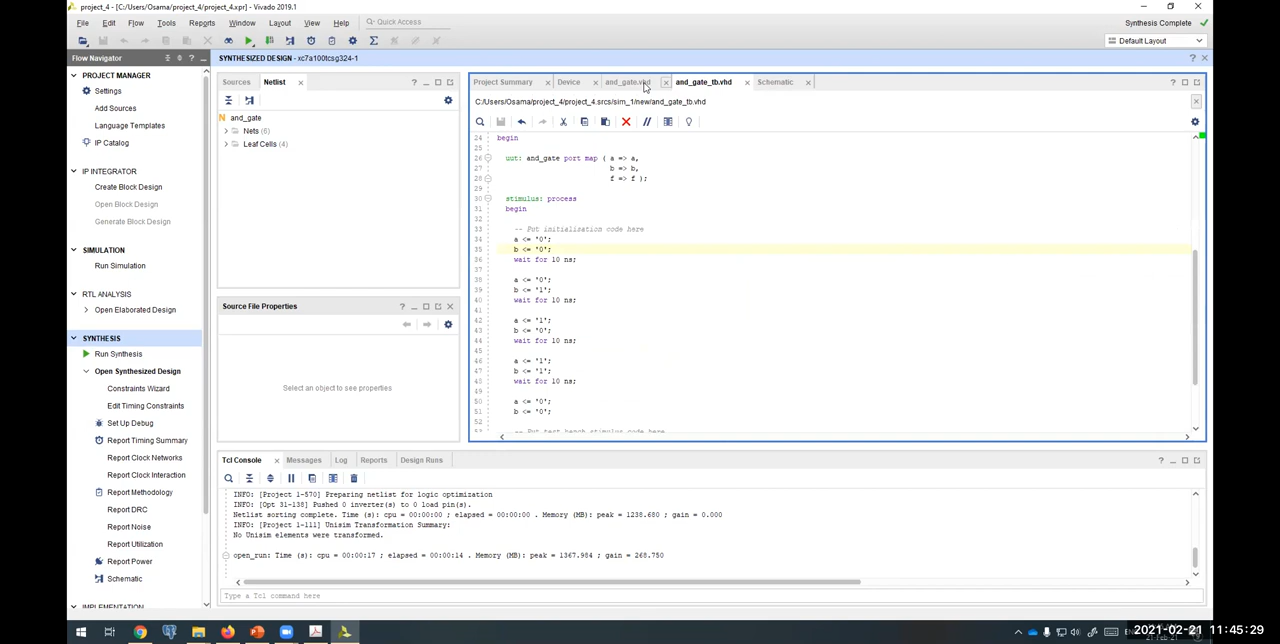 project_4 - [C:/Users/Osama/project_4/project_4.xpr] - Vivado 2019.1
File Edit Flow Tools Reports Window Layout View Help Quick Access
Synthesis Complete
Default Layout
Flow Navigator
SYNTHESIZED DESIGN - xc7a100tcsg324-1
PROJECT MANAGER
Settings
Add Sources
Language Templates
IP Catalog
IP INTEGRATOR
Create Block Design
Open Block Design
Generate Block Design
SIMULATION
Run Simulation
RTL ANALYSIS
Open Elaborated Design
SYNTHESIS
Run Synthesis
Open Synthesized Design
Constraints Wizard
Edit Timing Constraints
Set Up Debug
Report Timing Summary
Report Clock Networks
Report Clock Interaction
Report Methodology
Report DRC
Report Noise
Report Utilization
Report Power
Schematic
IMPLEMENTATION
Sources Netlist
N and_gate
Nets (6)
Leaf Cells (4)
Source File Properties
Select an object to see properties
Project Summary Device and_gate.vhd and_gate_tb.vhd Schematic
C:/Users/Osama/project_4/project_4.srcs/sim_1/new/and_gate_tb.vhd
24 begin
25
26 uut: and_gate port map ( a => a,
27 b => b,
28 f => f );
29
30 stimulus: process
31 begin
32
33 -- Put initialisation code here
34 a <= '0';
35 b <= '0';
36 wait for 10 ns;
37
38 a <= '0';
39 b <= '1';
40 wait for 10 ns;
41
42 a <= '1';
43 b <= '0';
44 wait for 10 ns;
45
46 a <= '1';
47 b <= '1';
48 wait for 10 ns;
49
50 a <= '0';
51 b <= '0';
52
53 -- Put test bench stimulus code here
Tcl Console Messages Log Reports Design Runs
INFO: [Project 1-570] Preparing netlist for logic optimization
INFO: [Opt 31-138] Pushed 0 inverter(s) to 0 load pin(s).
Netlist sorting complete. Time (s): cpu = 00:00:00 ; elapsed = 00:00:00 . Memory (MB): peak = 1238.680 ; gain = 0.000
INFO: [Project 1-111] Unisim Transformation Summary:
No Unisim elements were transformed.
open_run: Time (s): cpu = 00:00:17 ; elapsed = 00:00:14 . Memory (MB): peak = 1367.984 ; gain = 268.750
Type a Tcl command here
2021-02-21 11:45:29